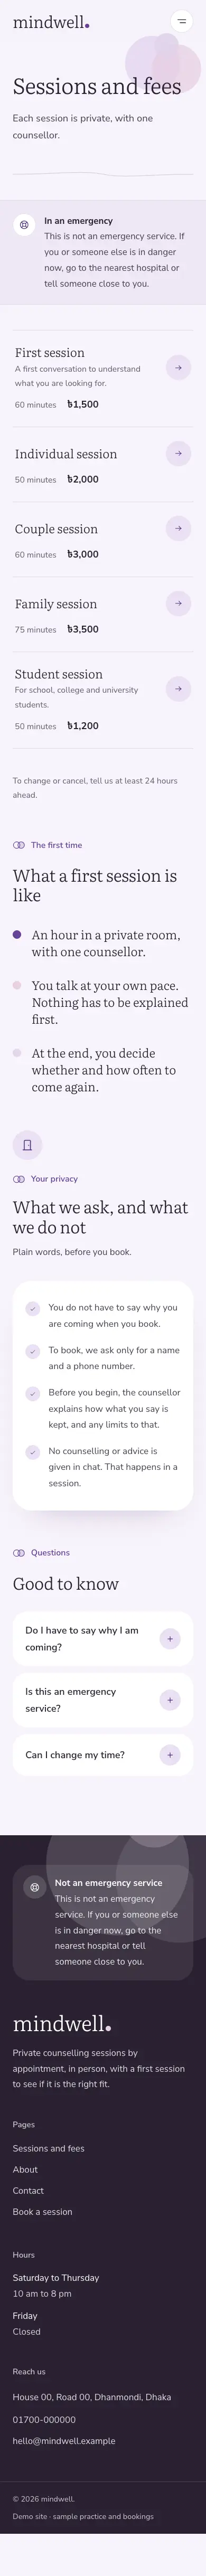 mindwell.
Sessions and fees
Each session is private, with one
counsellor.
In an emergency
This is not an emergency service. If
you or someone else is in danger
now, go to the nearest hospital or
tell someone close to you.
First session
A first conversation to understand
what you are looking for.
60 minutes ৳1,500
Individual session
50 minutes ৳2,000
Couple session
60 minutes ৳3,000
Family session
75 minutes ৳3,500
Student session
For school, college and university
students.
50 minutes ৳1,200
To change or cancel, tell us at least 24 hours
ahead.
The first time
What a first session is
like
An hour in a private room,
with one counsellor.
You talk at your own pace.
Nothing has to be explained
first.
At the end, you decide
whether and how often to
come again.
Your privacy
What we ask, and what
we do not
Plain words, before you book.
You do not have to say why you
are coming when you book.
To book, we ask only for a name
and a phone number.
Before you begin, the counsellor
explains how what you say is
kept, and any limits to that.
No counselling or advice is
given in chat. That happens in a
session.
Questions
Good to know
Do I have to say why I am
coming?
Is this an emergency
service?
Can I change my time?
Not an emergency service
This is not an emergency
service. If you or someone else
is in danger now, go to the
nearest hospital or tell
someone close to you.
mindwell.
Private counselling sessions by
appointment, in person, with a first session
to see if it is the right fit.
Pages
Sessions and fees
About
Contact
Book a session
Hours
Saturday to Thursday
10 am to 8 pm
Friday
Closed
Reach us
House 00, Road 00, Dhanmondi, Dhaka
01700-000000
hello@mindwell.example
© 2026 mindwell.
Demo site · sample practice and bookings